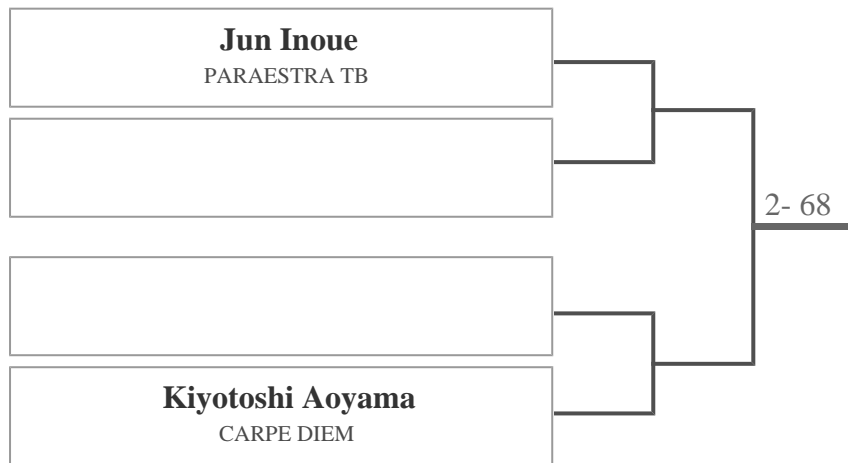 Jun Inoue
PARAESTRA TB
2- 68
Kiyotoshi Aoyama
CARPE DIEM